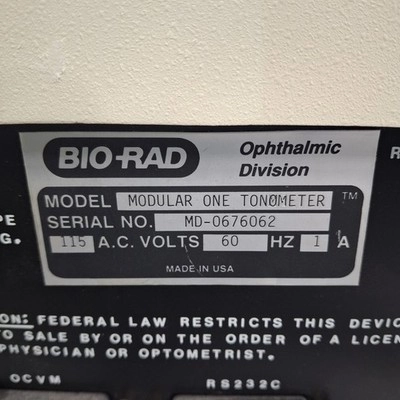 BIO-RAD Ophthalmic
Division
MODEL MODULAR ONE TONOMETER ™
SERIAL NO. MD-0676062
115 A.C. VOLTS 60 HZ 1 A
MADE IN USA
PE
G.
R
ON: FEDERAL LAW RESTRICTS THIS DEVIC
TO SALE BY OR ON THE ORDER OF A LICEN
PHYSICIAN OR OPTOMETRIST.
OCVM RS232C